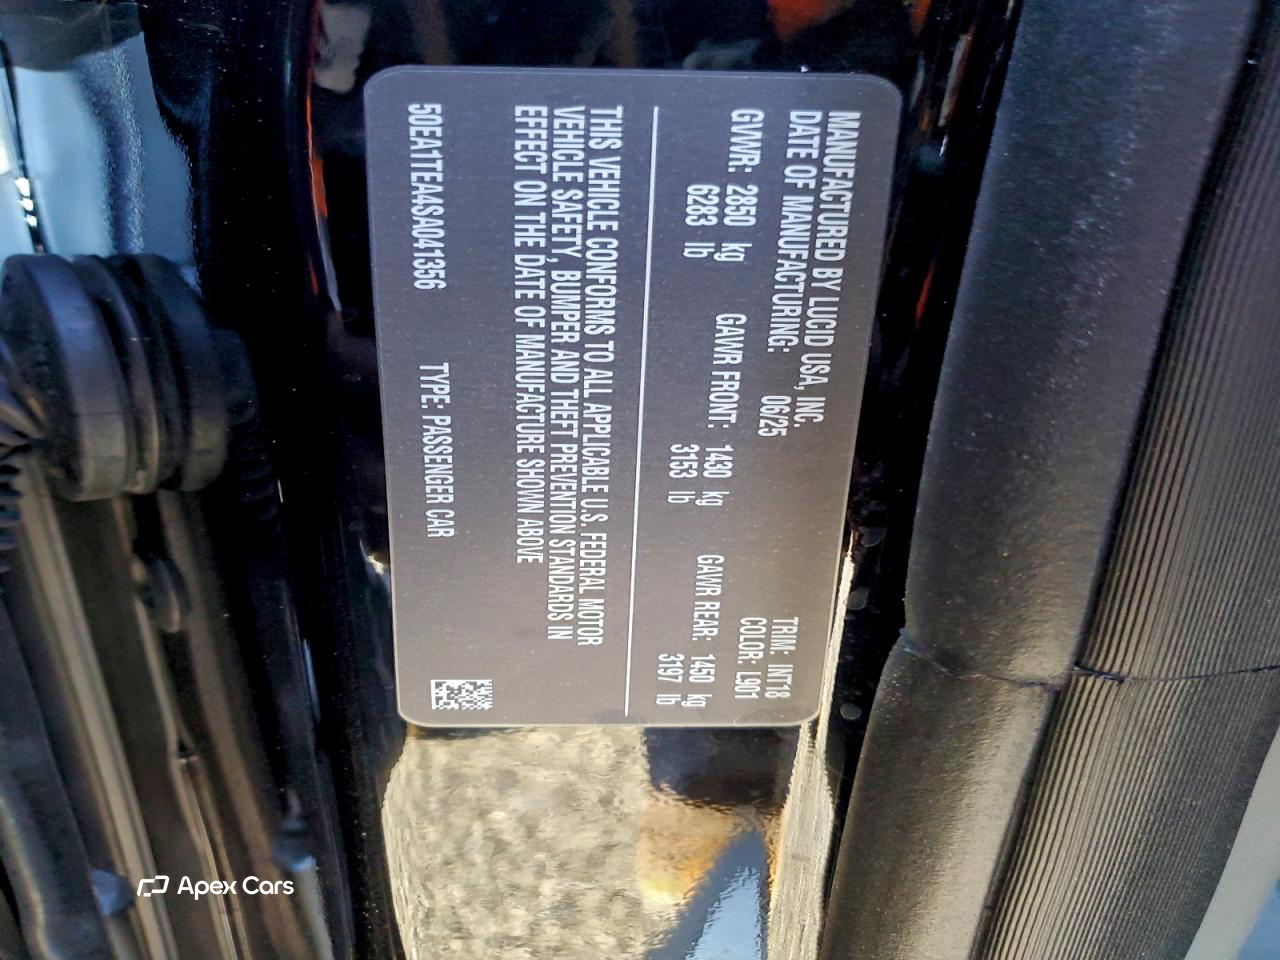 MANUFACTURED BY LUCID USA, INC.
DATE OF MANUFACTURING: 06/25
TRIM: INT18
COLOR: L901
GVWR: 2850 kg
6283 lb
GAWR FRONT: 1430 kg
3153 lb
GAWR REAR: 1450 kg
3197 lb
THIS VEHICLE CONFORMS TO ALL APPLICABLE U.S. FEDERAL MOTOR
VEHICLE SAFETY, BUMPER AND THEFT PREVENTION STANDARDS IN
EFFECT ON THE DATE OF MANUFACTURE SHOWN ABOVE
50EA1TEA4SA041356 TYPE: PASSENGER CAR
Apex Cars